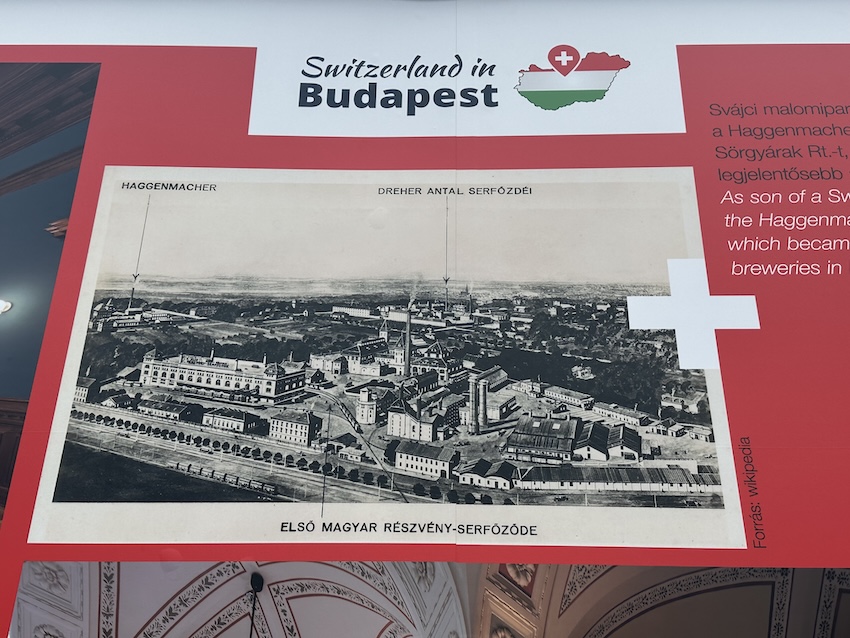 Switzerland in
Budapest
HAGGENMACHER
DREHER ANTAL SERFŐZDÉI
ELSŐ MAGYAR RÉSZVÉNY-SERFŐZŐDE
Svájci malomipar
a Haggenmache
Sörgyárak Rt.-t,
legjelentősebb
As son of a Sw
the Haggenma
which becam
breweries in
Forrás: wikipedia